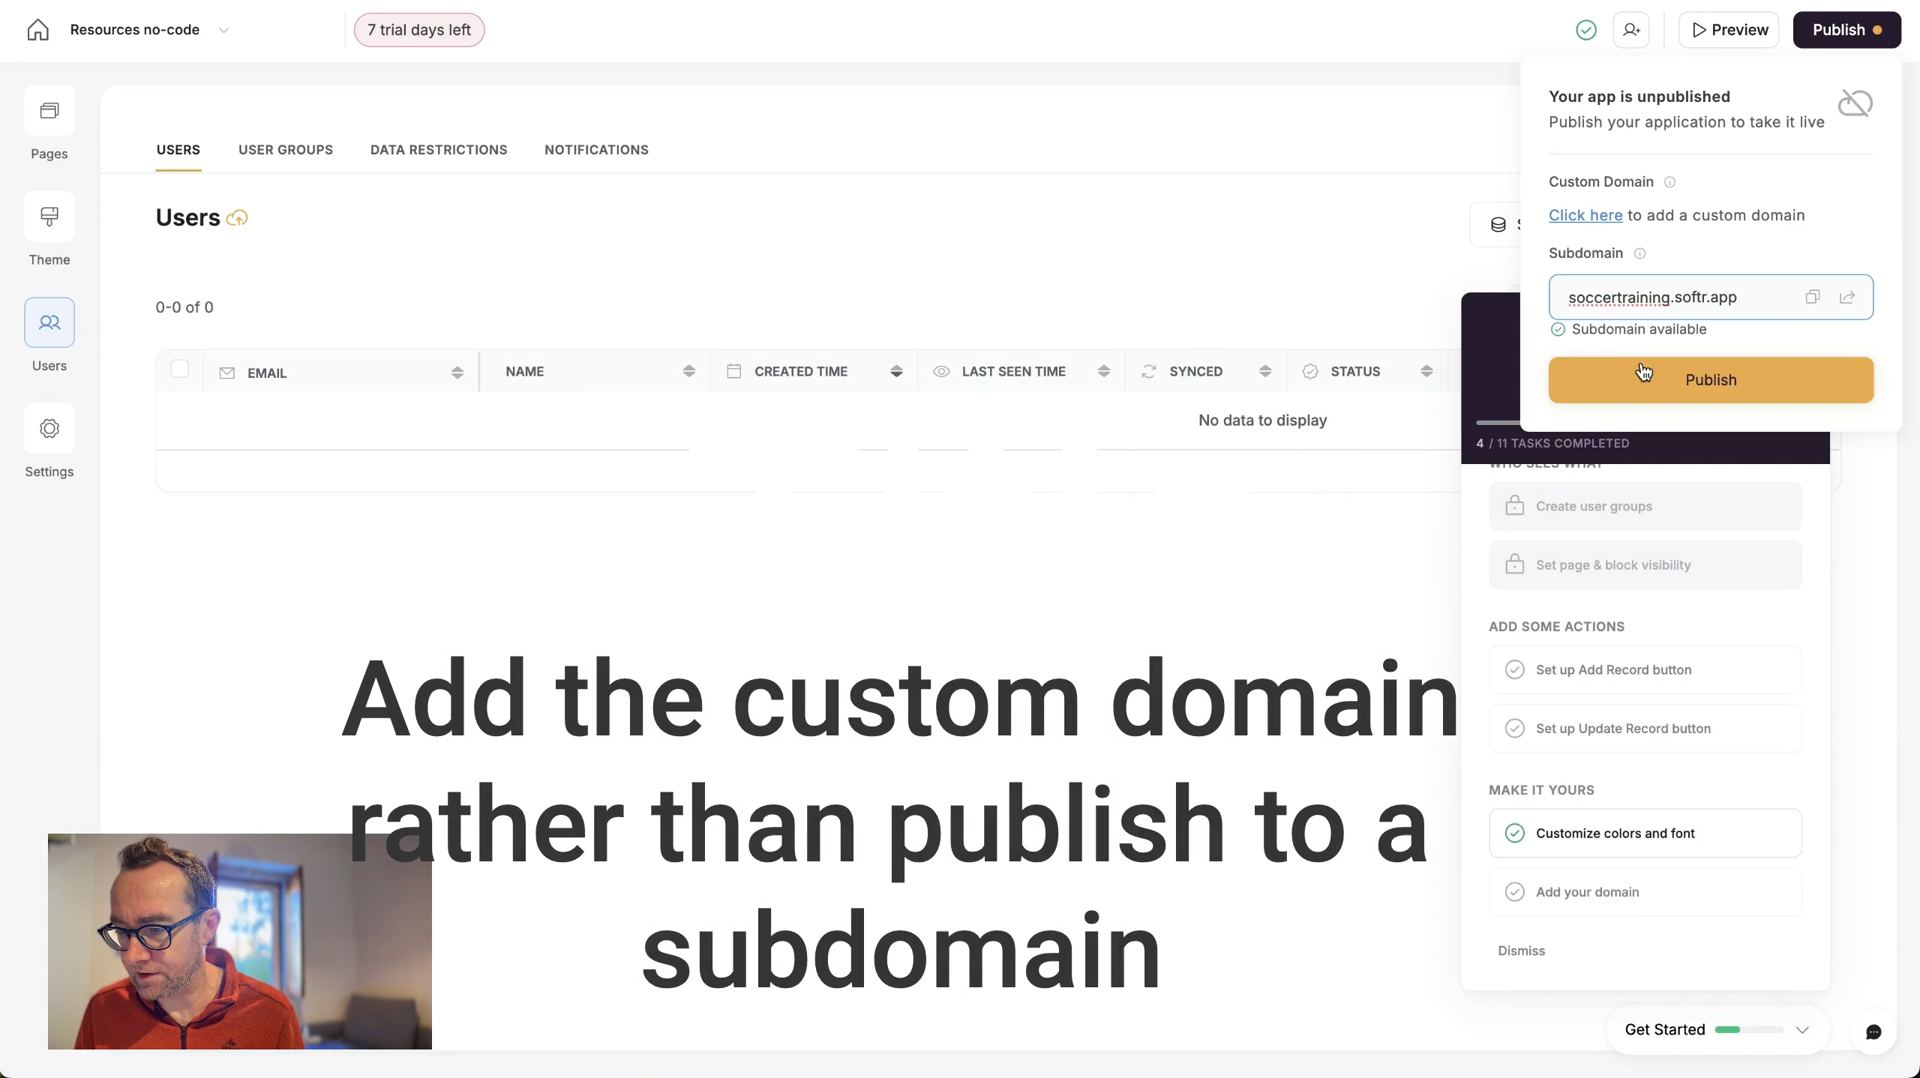 Resources no-code
7 trial days left
Preview
Publish
Your app is unpublished
Publish your application to take it live
Custom Domain
Click here to add a custom domain
Subdomain
soccertraining.softr.app
Subdomain available
Publish
Pages
Theme
Users
Settings
USERS
USER GROUPS
DATA RESTRICTIONS
NOTIFICATIONS
Users
0-0 of 0
EMAIL
NAME
CREATED TIME
LAST SEEN TIME
SYNCED
STATUS
No data to display
4 / 11 TASKS COMPLETED
WHO SEES WHAT
Create user groups
Set page & block visibility
ADD SOME ACTIONS
Set up Add Record button
Set up Update Record button
MAKE IT YOURS
Customize colors and font
Add your domain
Dismiss
Get Started
Add the custom domain
rather than publish to a
subdomain